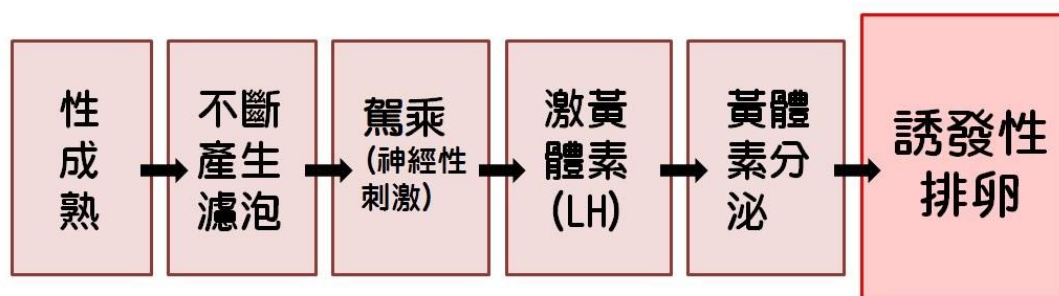 性
成
熟
不斷
產生
濾泡
駕乘
(神經性
刺激)
激黃
體素
(LH)
黃體
素分
泌
誘發性
排卵